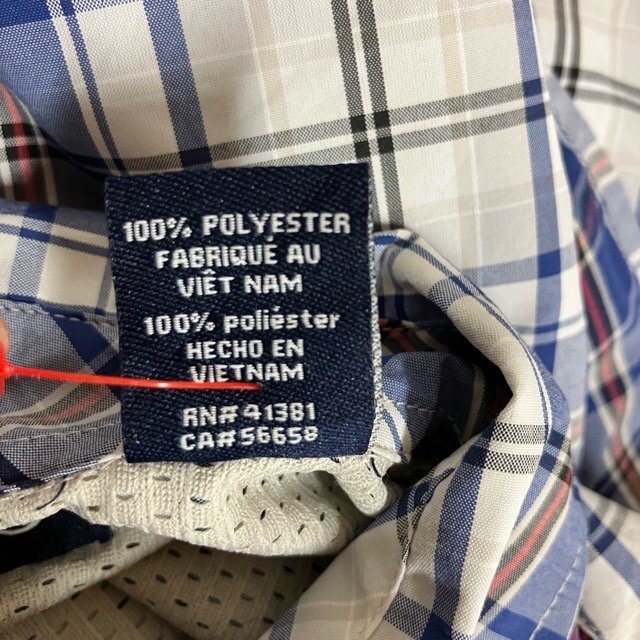 100% POLYESTER
FABRIQUÉ AU
VIÊT NAM
100% poliéster
HECHO EN
VIETNAM
RN# 41381
CA# 56658